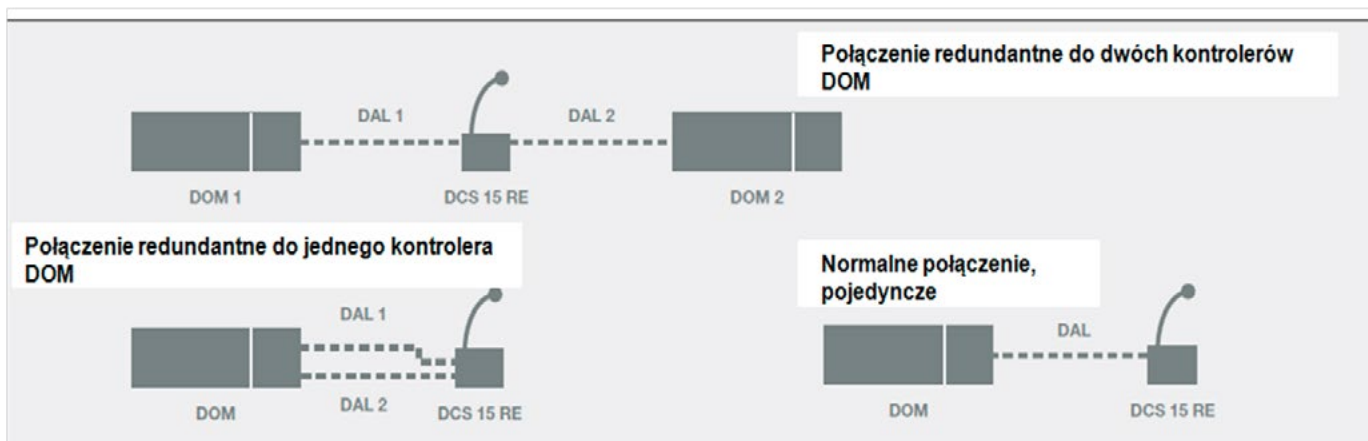 Połączenie redundantne do dwóch kontrolerów
DOM
DAL 1
DAL 2
DOM 1
DCS 15 RE
DOM 2
Połączenie redundantne do jednego kontrolera
DOM
DAL 1
DOM
DAL 2
DCS 15 RE
Normalne połączenie,
pojedyncze
DAL
DOM
DCS 15 RE